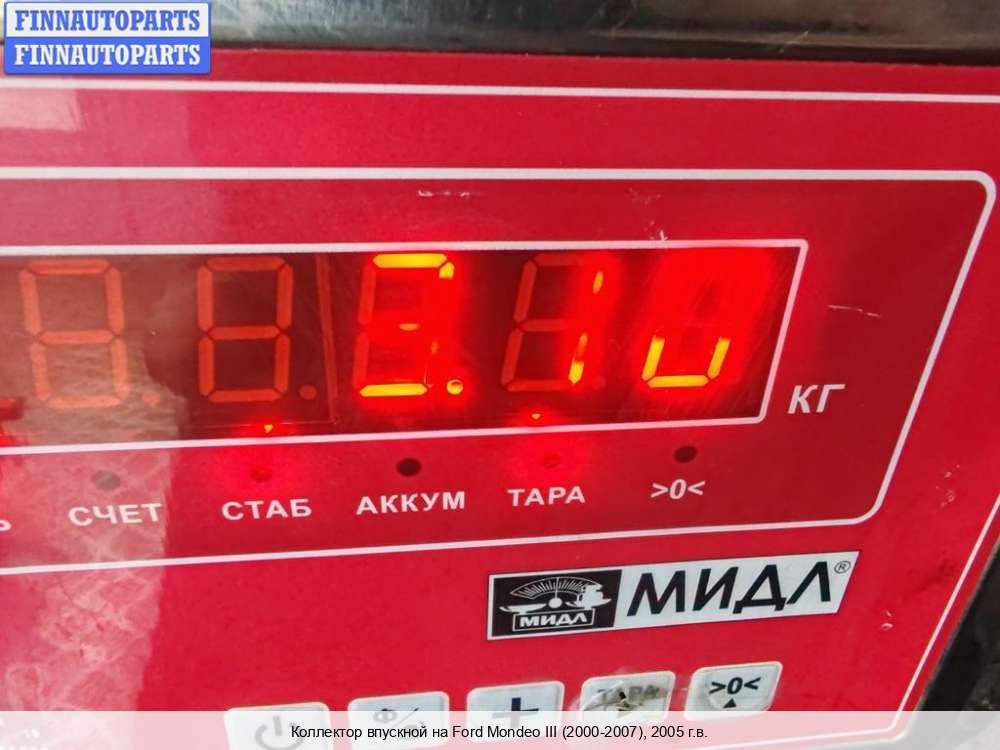 FINNAUTOPARTS
FINNAUTOPARTS
КГ
СЧЕТ СТАБ АККУМ ТАРА >0<
МИДЛ®
МИДЛ
ТАРА >0<
Коллектор впускной на Ford Mondeo III (2000-2007), 2005 г.в.